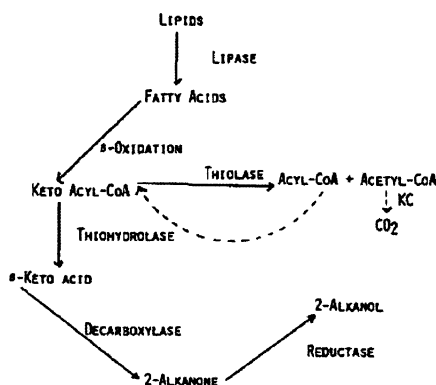 LIPIDS
LIPASE
FATTY ACIDS
β-OXIDATION
KETO ACYL-COA
THIOLASE
ACYL-COA + ACETYL-COA
KC
CO2
THIOHYDROLASE
β-KETO ACID
DECARBOXYLASE
2-ALKANONE
REDUCTASE
2-ALKANOL